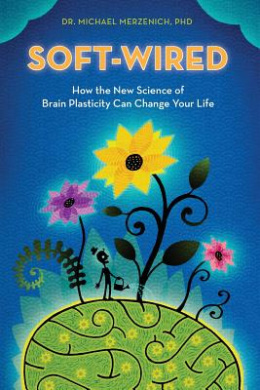 DR. MICHAEL MERZENICH, PHD
SOFT-WIRED
How the New Science of
Brain Plasticity Can Change Your Life